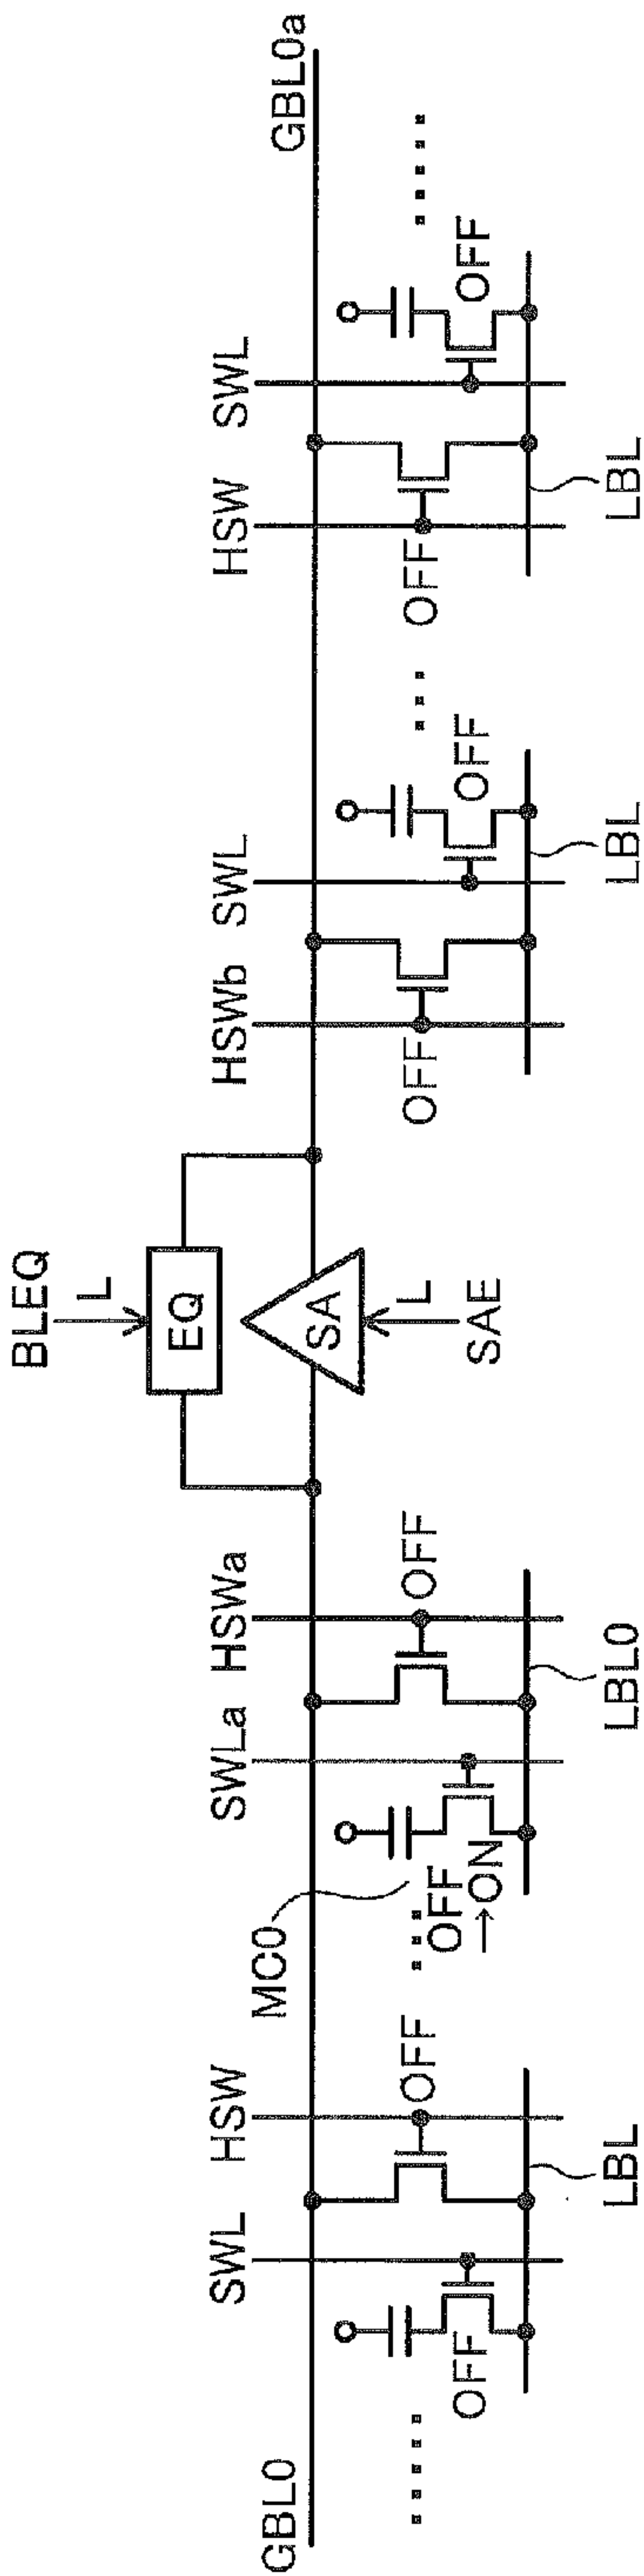 BLEQ
L
EQ
SA
L
SAE
GBL0
GBL0a
SWL
HSW
SWLa
HSWa
HSWb
SWL
HSW
SWL
MC0
OFF
OFF
OFF
→ON
OFF
OFF
OFF
OFF
OFF
LBL
LBL0
LBL
LBL